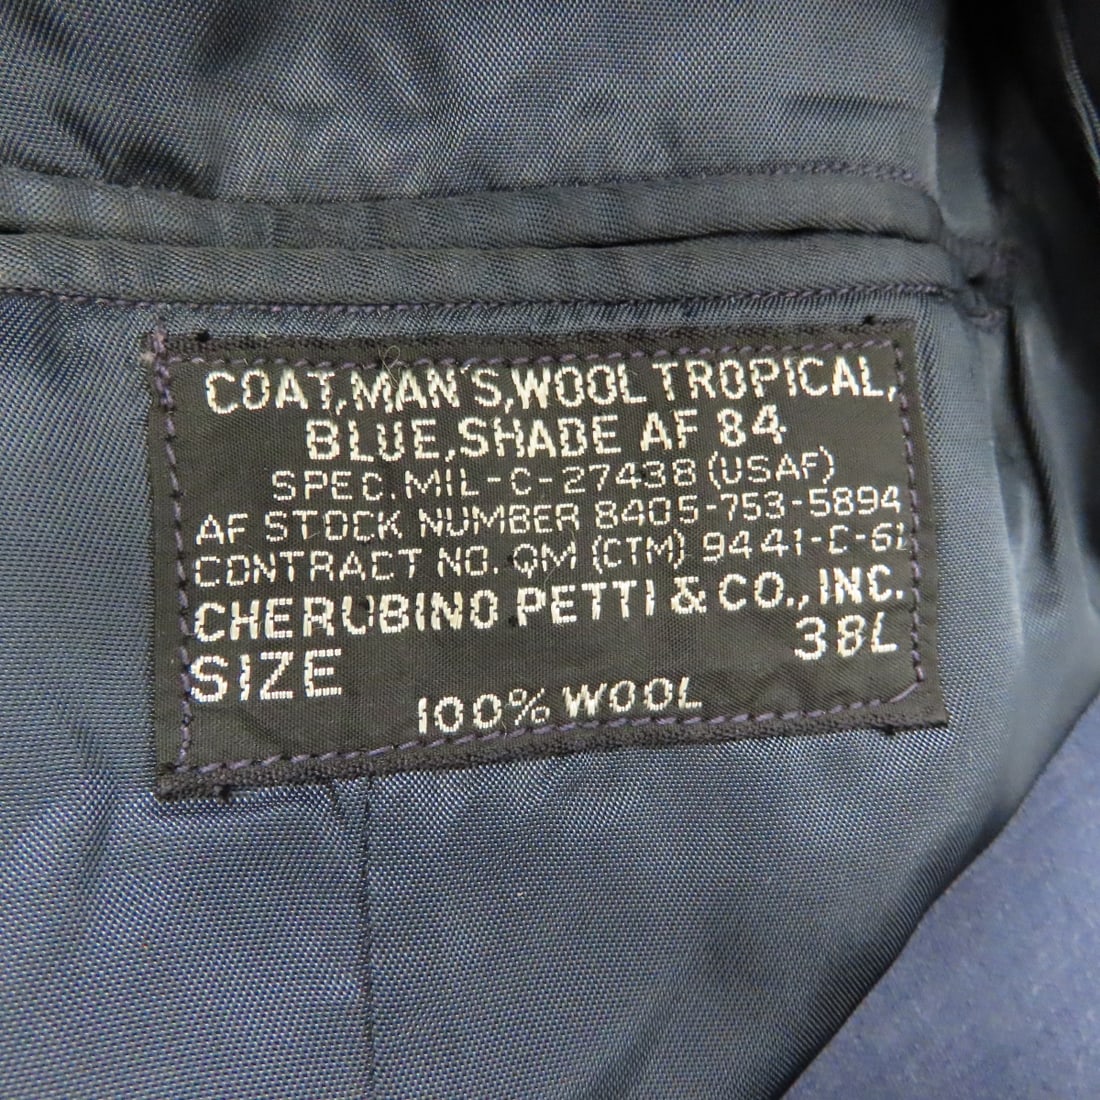 COAT, MAN'S, WOOL TROPICAL,
BLUE, SHADE AF 84
SPEC. MIL-C-27438 (USAF)
AF STOCK NUMBER 8405-753-5894
CONTRACT NO. QM (CTM) 9441-C-61
CHERUBINO PETTI & CO., INC.
SIZE 38L
100% WOOL